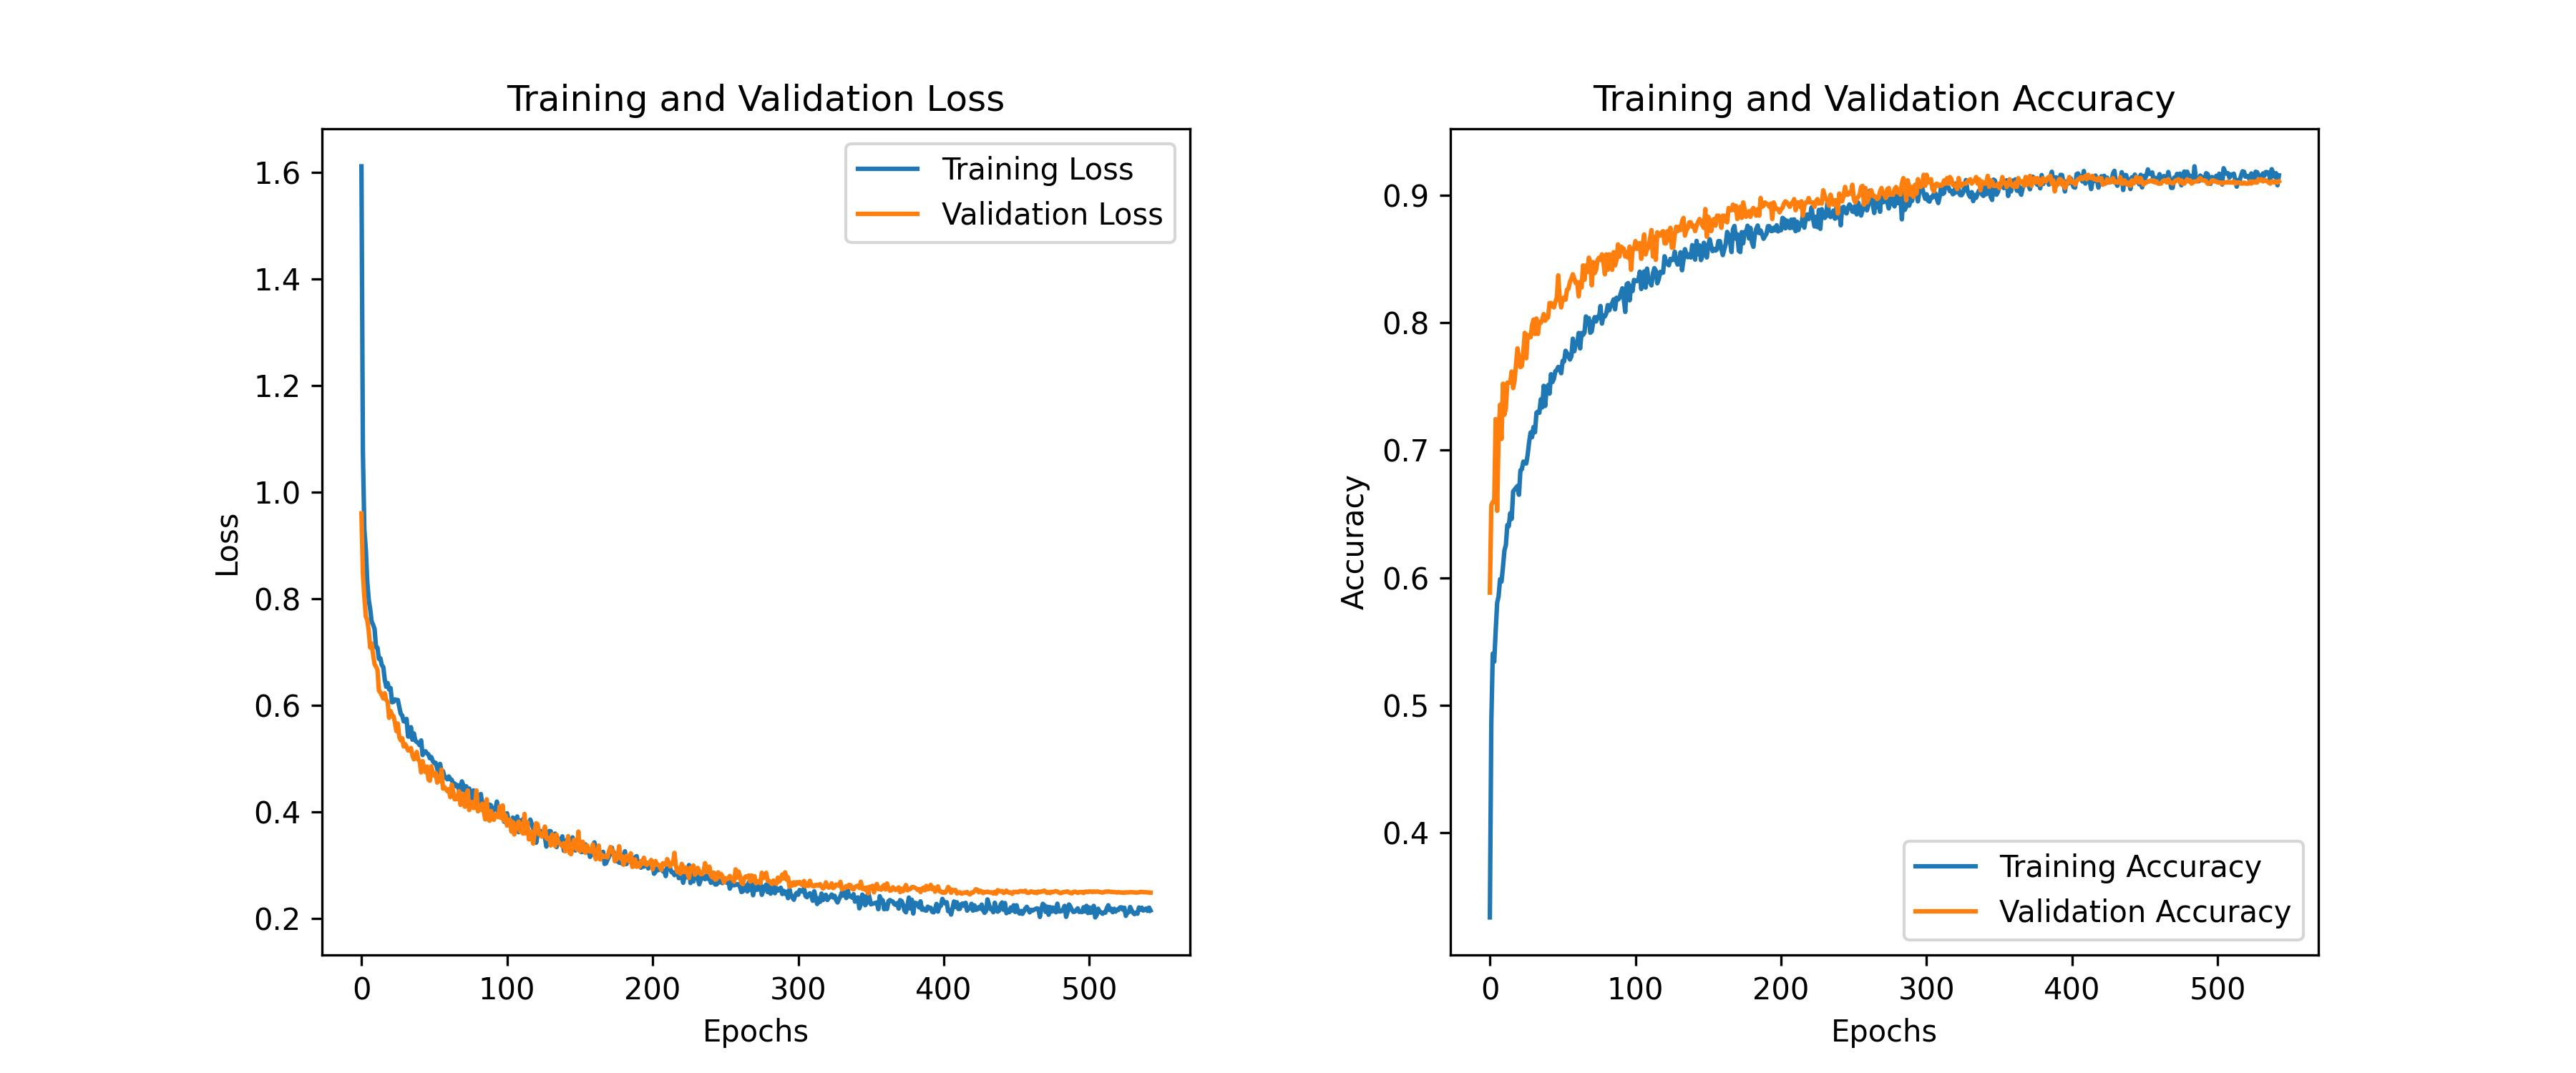 Training and Validation Loss
Training Loss
Validation Loss
1.6
1.4
1.2
1.0
0.8
0.6
0.4
0.2
Loss
0 100 200 300 400 500
Epochs
Training and Validation Accuracy
0.9
0.8
0.7
0.6
0.5
0.4
Accuracy
Training Accuracy
Validation Accuracy
0 100 200 300 400 500
Epochs